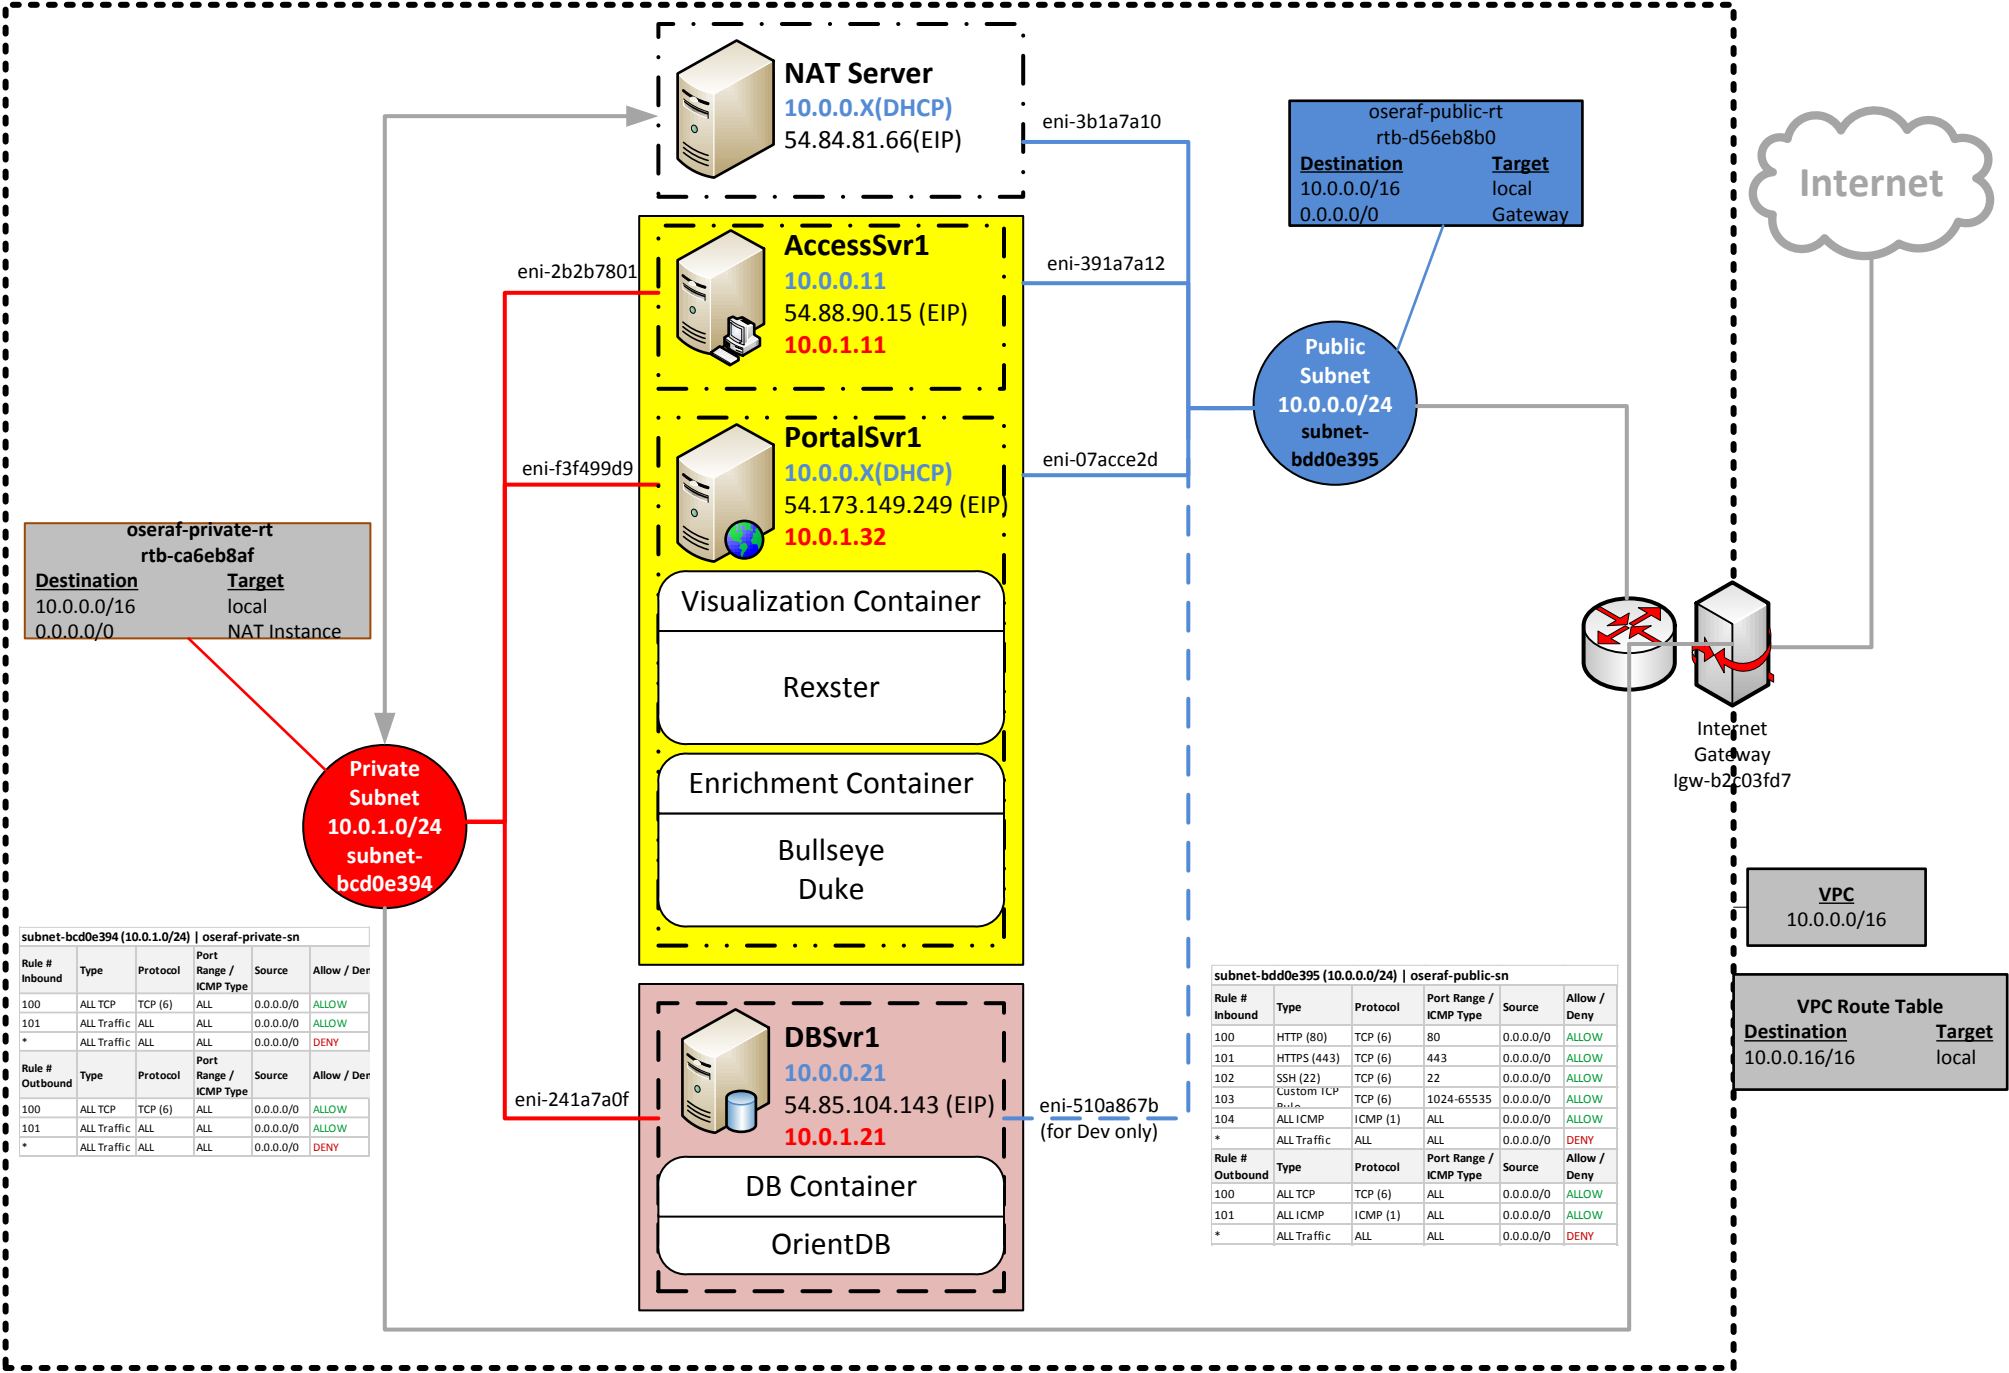 NAT Server
10.0.0.X(DHCP)
54.84.81.66(EIP)
eni-3b1a7a10
oseraf-public-rt
rtb-d56eb8b0
Destination Target
10.0.0.0/16 local
0.0.0.0/0 Gateway
Internet
AccessSvr1
10.0.0.11
54.88.90.15 (EIP)
10.0.1.11
eni-2b2b7801
eni-391a7a12
Public
Subnet
10.0.0.0/24
subnet-
bdd0e395
PortalSvr1
10.0.0.X(DHCP)
54.173.149.249 (EIP)
10.0.1.32
eni-f3f499d9
eni-07acce2d
oseraf-private-rt
rtb-ca6eb8af
Destination Target
10.0.0.0/16 local
0.0.0.0/0 NAT Instance
Visualization Container
Rexster
Enrichment Container
Bullseye
Duke
Internet
Gateway
Igw-b2c03fd7
Private
Subnet
10.0.1.0/24
subnet-
bcd0e394
VPC
10.0.0.0/16
VPC Route Table
Destination Target
10.0.0.16/16 local
subnet-bcd0e394 (10.0.1.0/24) | oseraf-private-sn
Rule # Inbound Type Protocol Port Range / ICMP Type Source Allow / Den
100 ALL TCP TCP (6) ALL 0.0.0.0/0 ALLOW
101 ALL Traffic ALL ALL 0.0.0.0/0 ALLOW
* ALL Traffic ALL ALL 0.0.0.0/0 DENY
Rule # Outbound Type Protocol Port Range / ICMP Type Source Allow / Den
100 ALL TCP TCP (6) ALL 0.0.0.0/0 ALLOW
101 ALL Traffic ALL ALL 0.0.0.0/0 ALLOW
* ALL Traffic ALL ALL 0.0.0.0/0 DENY
DBSvr1
10.0.0.21
54.85.104.143 (EIP)
10.0.1.21
eni-241a7a0f
eni-510a867b
(for Dev only)
DB Container
OrientDB
subnet-bdd0e395 (10.0.0.0/24) | oseraf-public-sn
Rule # Inbound Type Protocol Port Range / ICMP Type Source Allow / Deny
100 HTTP (80) TCP (6) 80 0.0.0.0/0 ALLOW
101 HTTPS (443) TCP (6) 443 0.0.0.0/0 ALLOW
102 SSH (22) TCP (6) 22 0.0.0.0/0 ALLOW
103 Custom TCP Rule TCP (6) 1024-65535 0.0.0.0/0 ALLOW
104 ALL ICMP ICMP (1) ALL 0.0.0.0/0 ALLOW
* ALL Traffic ALL ALL 0.0.0.0/0 DENY
Rule # Outbound Type Protocol Port Range / ICMP Type Source Allow / Deny
100 ALL TCP TCP (6) ALL 0.0.0.0/0 ALLOW
101 ALL ICMP ICMP (1) ALL 0.0.0.0/0 ALLOW
* ALL Traffic ALL ALL 0.0.0.0/0 DENY